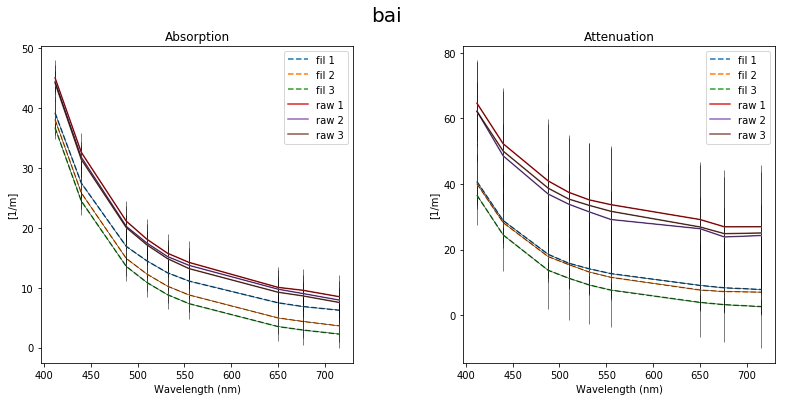 bai
Absorption
50
40
30
20
10
0
[1/m]
400
450
500
550
600
650
700
Wavelength (nm)
fil 1
fil 2
fil 3
raw 1
raw 2
raw 3
Attenuation
80
60
40
20
0
[1/m]
400
450
500
550
600
650
700
Wavelength (nm)
fil 1
fil 2
fil 3
raw 1
raw 2
raw 3